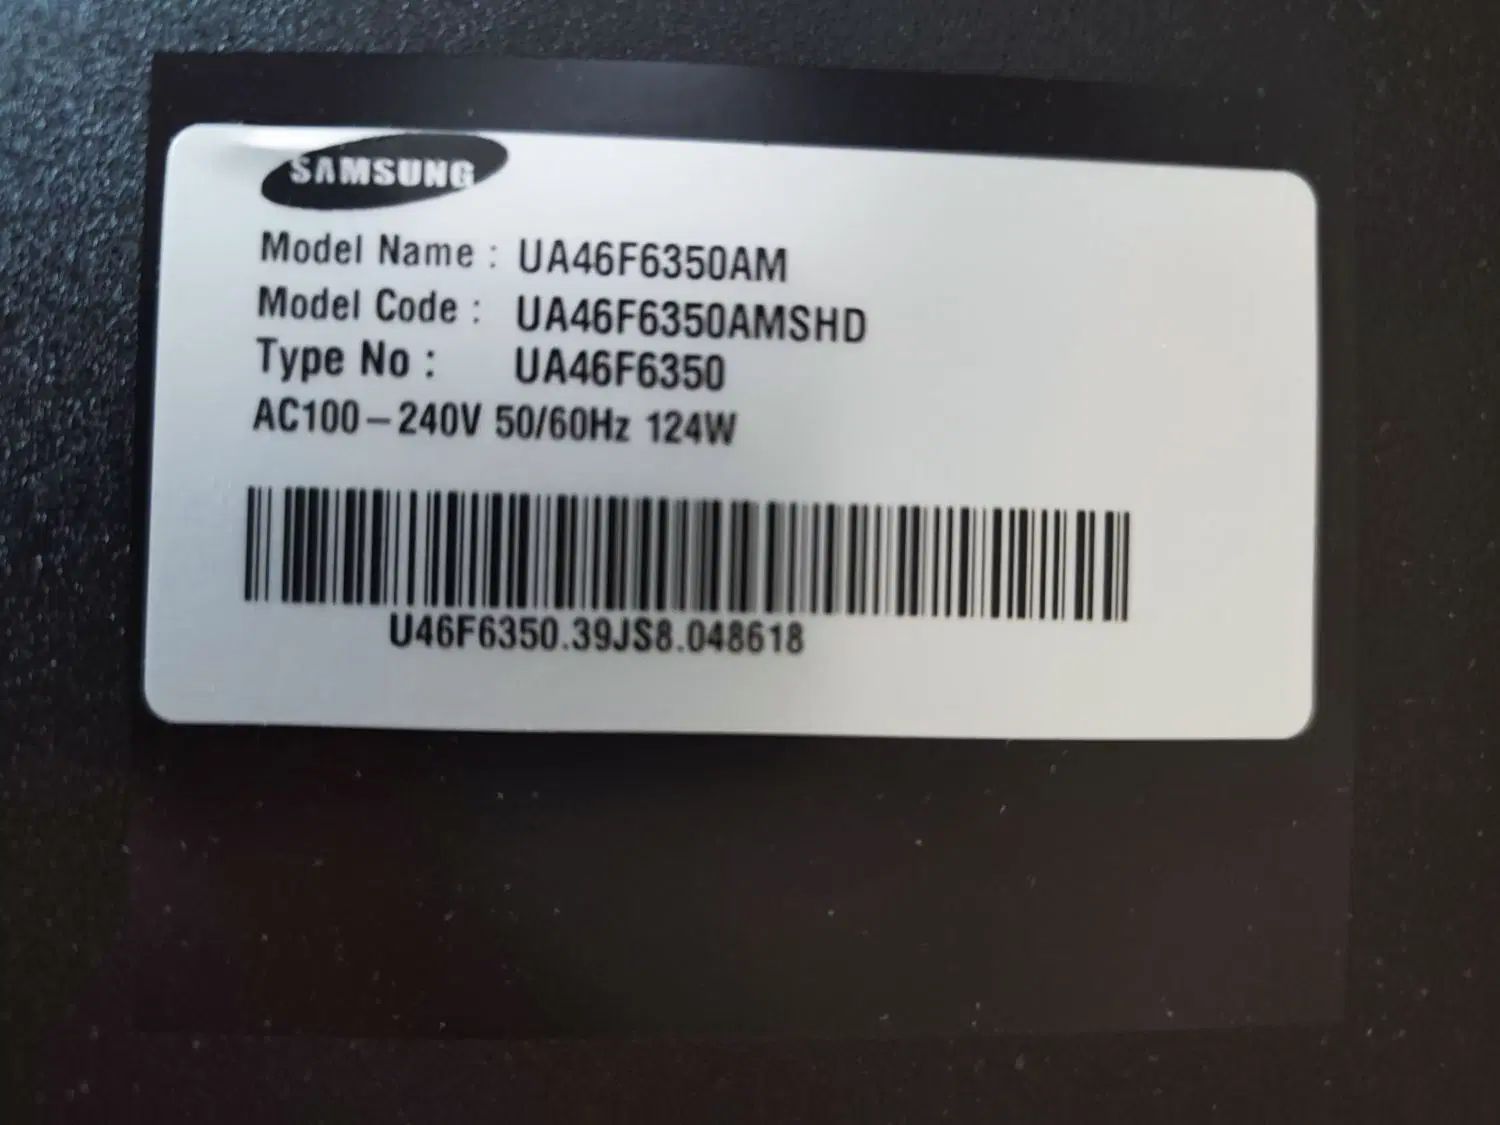 SAMSUNG
Model Name : UA46F6350AM
Model Code : UA46F6350AMSHD
Type No : UA46F6350
AC100-240V 50/60Hz 124W
U46F6350.39JS8.048618